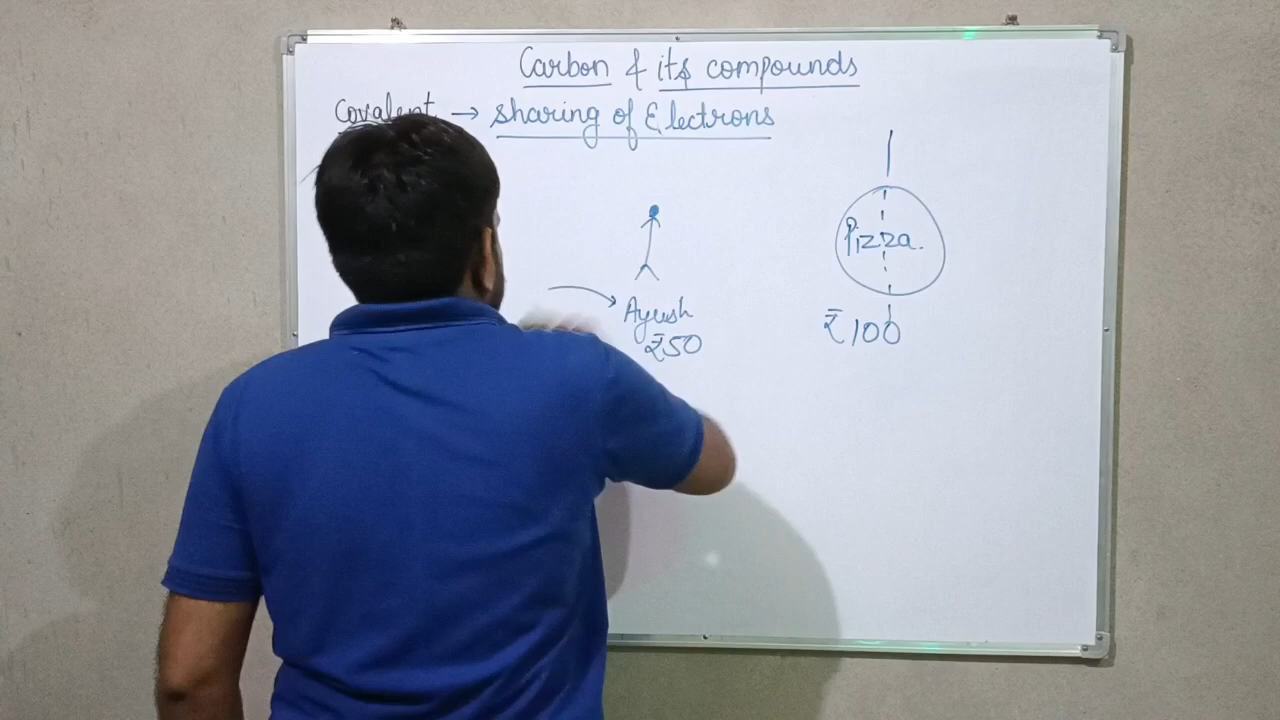 Carbon & its compounds
Covalent → sharing of Electrons
Pizza.
Ayush
₹50
₹100